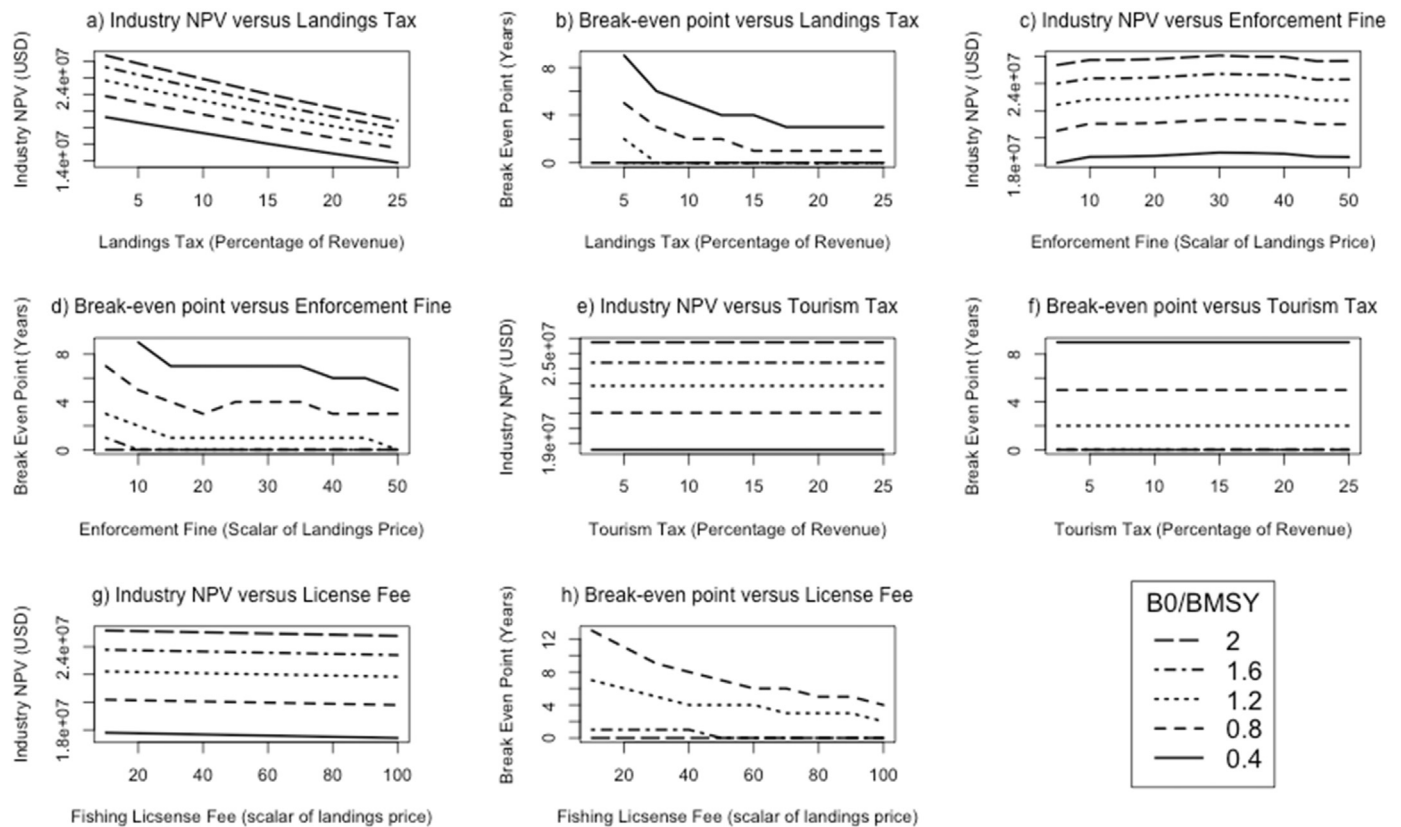 a) Industry NPV versus Landings Tax
Industry NPV (USD)
1.4e+07 2.4e+07
5 10 15 20 25
Landings Tax (Percentage of Revenue)
b) Break-even point versus Landings Tax
Break Even Point (Years)
0 4 8
5 10 15 20 25
Landings Tax (Percentage of Revenue)
c) Industry NPV versus Enforcement Fine
Industry NPV (USD)
1.8e+07 2.4e+07
10 20 30 40 50
Enforcement Fine (Scalar of Landings Price)
d) Break-even point versus Enforcement Fine
Break Even Point (Years)
0 4 8
10 20 30 40 50
Enforcement Fine (Scalar of Landings Price)
e) Industry NPV versus Tourism Tax
Industry NPV (USD)
1.9e+07 2.5e+07
5 10 15 20 25
Tourism Tax (Percentage of Revenue)
f) Break-even point versus Tourism Tax
Break Even Point (Years)
0 4 8
5 10 15 20 25
Tourism Tax (Percentage of Revenue)
g) Industry NPV versus License Fee
Industry NPV (USD)
1.8e+07 2.4e+07
20 40 60 80 100
Fishing Licsense Fee (scalar of landings price)
h) Break-even point versus License Fee
Break Even Point (Years)
0 4 8 12
20 40 60 80 100
Fishing Licsense Fee (scalar of landings price)
B0/BMSY
2
1.6
1.2
0.8
0.4